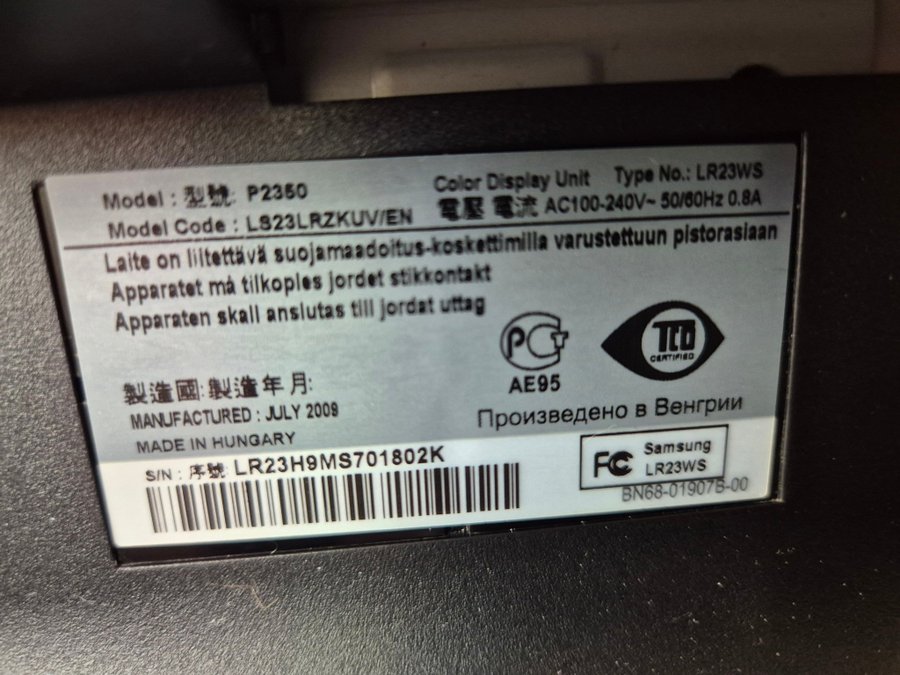 Model : 型號: P2350
Color Display Unit Type No.: LR23WS
Model Code : LS23LRZKUV/EN
電壓 電流 AC100-240V~ 50/60Hz 0.8A
Laite on liitettävä suojamaadoitus-koskettimilla varustettuun pistorasiaan
Apparatet må tilkoples jordet stikkontakt
Apparaten skall anslutas till jordat uttag
PCT
AE95
TCO
CERTIFIED
製造國: 製造年月:
MANUFACTURED : JULY 2009
Произведено в Венгрии
MADE IN HUNGARY
S/N : 序號: LR23H9MS701802K
FC Samsung
LR23WS
BN68-01907B-00